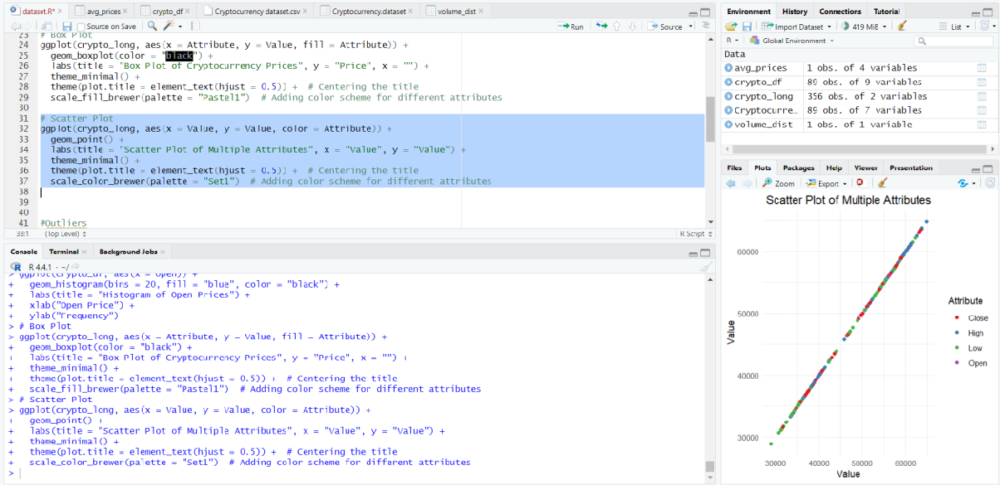 dataset.R* avg_prices crypto_df Cryptocurrency dataset.csv Cryptocurrency.dataset volume_dist
Source on Save Run Source
23 # Box Plot
24 ggplot(crypto_long, aes(x = Attribute, y = Value, fill = Attribute)) +
25 geom_boxplot(color = "black") +
26 labs(title = "Box Plot of Cryptocurrency Prices", y = "Price", x = "") +
27 theme_minimal() +
28 theme(plot.title = element_text(hjust = 0.5)) + # Centering the title
29 scale_fill_brewer(palette = "Pastel1") # Adding color scheme for different attributes
30
31 # Scatter Plot
32 ggplot(crypto_long, aes(x = Value, y = Value, color = Attribute)) +
33 geom_point() +
34 labs(title = "Scatter Plot of Multiple Attributes", x = "Value", y = "Value") +
35 theme_minimal() +
36 theme(plot.title = element_text(hjust = 0.5)) + # Centering the title
37 scale_color_brewer(palette = "Set1") # Adding color scheme for different attributes
38
39
40
41 #Outliers
38:1 (Top Level) R Script
Console Terminal Background Jobs
R 4.4.1 · ~/
> ggplot(crypto_df, aes(x = Open)) +
+ geom_histogram(bins = 20, fill = "blue", color = "black") +
+ labs(title = "Histogram of Open Prices") +
+ xlab("Open Price") +
+ ylab("Frequency")
> # Box Plot
> ggplot(crypto_long, aes(x = Attribute, y = Value, fill = Attribute)) +
+ geom_boxplot(color = "black") +
+ labs(title = "Box Plot of Cryptocurrency Prices", y = "Price", x = "") +
+ theme_minimal() +
+ theme(plot.title = element_text(hjust = 0.5)) + # Centering the title
+ scale_fill_brewer(palette = "Pastel1") # Adding color scheme for different attributes
> # Scatter Plot
> ggplot(crypto_long, aes(x = Value, y = Value, color = Attribute)) +
+ geom_point() +
+ labs(title = "Scatter Plot of Multiple Attributes", x = "Value", y = "Value") +
+ theme_minimal() +
+ theme(plot.title = element_text(hjust = 0.5)) + # Centering the title
+ scale_color_brewer(palette = "Set1") # Adding color scheme for different attributes
>
Environment History Connections Tutorial
Import Dataset 419 MiB List
R Global Environment
Data
avg_prices 1 obs. of 4 variables
crypto_df 89 obs. of 9 variables
crypto_long 356 obs. of 2 variables
Cryptocurre… 89 obs. of 7 variables
volume_dist 1 obs. of 1 variable
Files Plots Packages Help Viewer Presentation
Zoom Export
Scatter Plot of Multiple Attributes
60000
50000
40000
30000
Value
30000 40000 50000 60000
Value
Attribute
Close
High
Low
Open